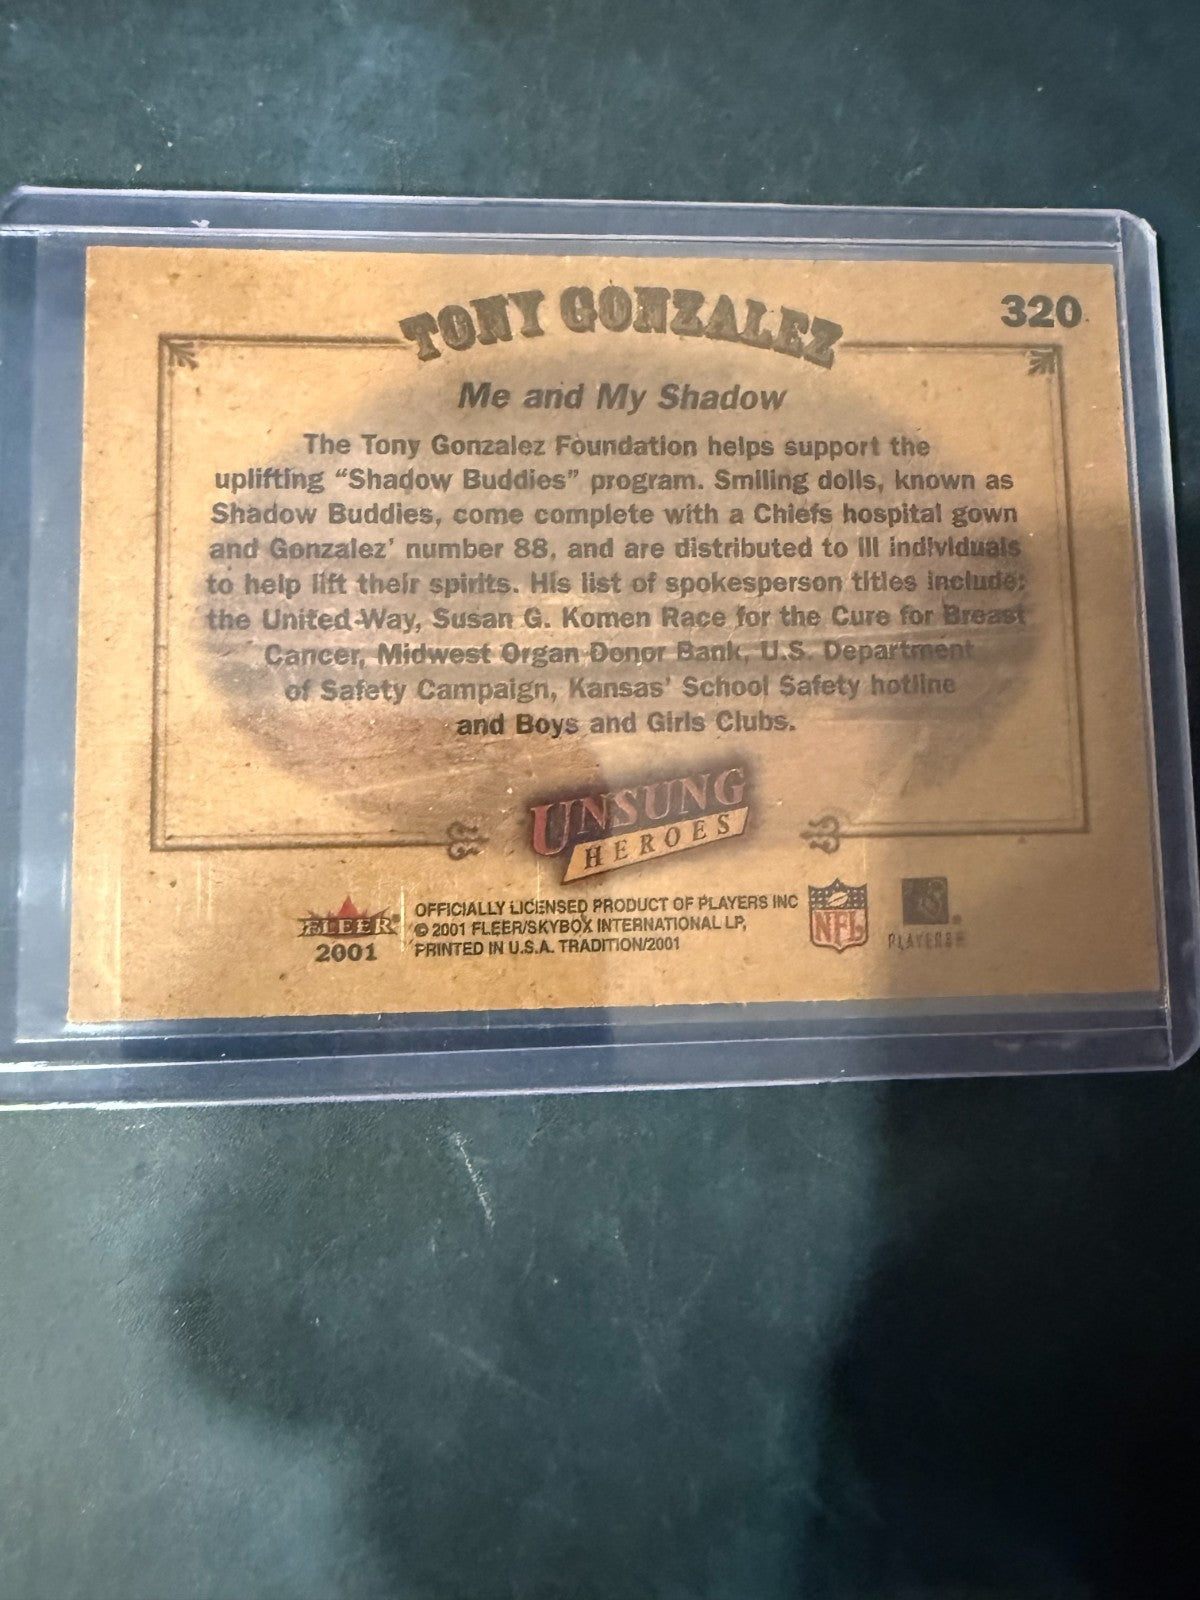 320
TONY GONZALEZ
Me and My Shadow
The Tony Gonzalez Foundation helps support the
uplifting “Shadow Buddies” program. Smiling dolls, known as
Shadow Buddies, come complete with a Chiefs hospital gown
and Gonzalez’ number 88, and are distributed to ill individuals
to help lift their spirits. His list of spokesperson titles include:
the United Way, Susan G. Komen Race for the Cure for Breast
Cancer, Midwest Organ Donor Bank, U.S. Department
of Safety Campaign, Kansas’ School Safety hotline
and Boys and Girls Clubs.
UNSUNG
HEROES
FLEER®
2001
OFFICIALLY LICENSED PRODUCT OF PLAYERS INC
© 2001 FLEER/SKYBOX INTERNATIONAL LP,
PRINTED IN U.S.A. TRADITION/2001
NFL
PLAYERS